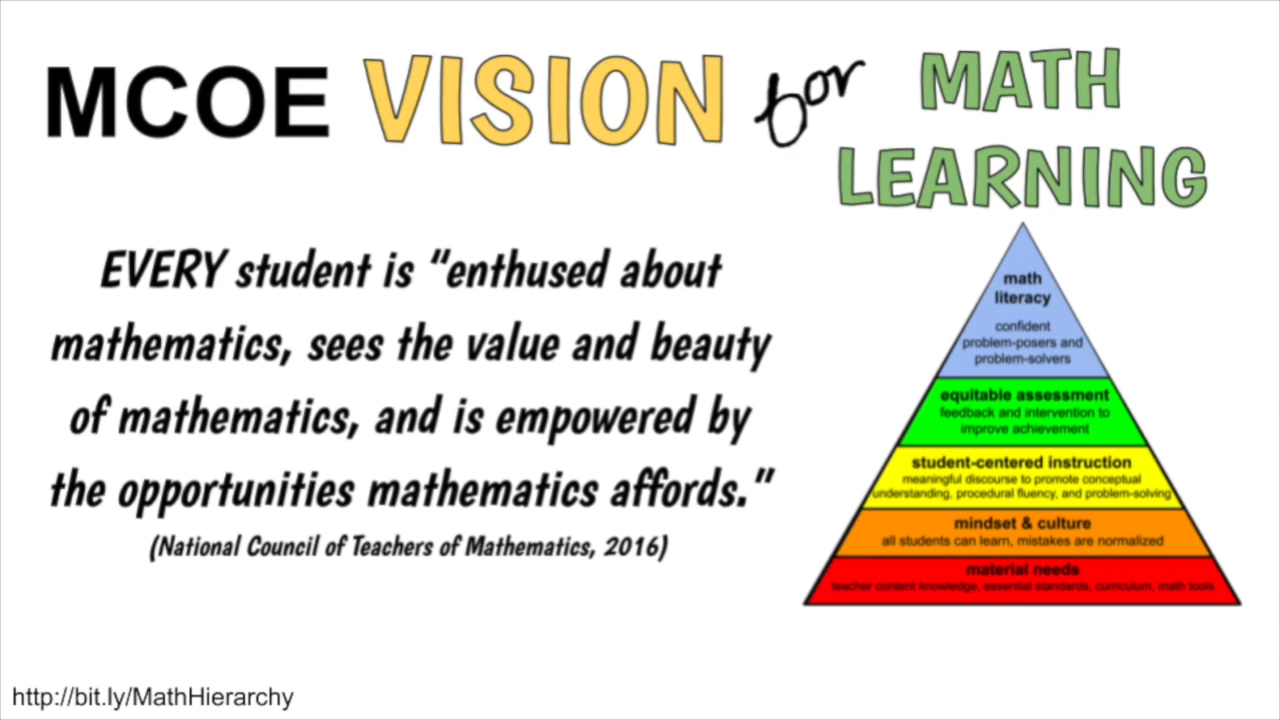 MCOE VISION for MATH
LEARNING
EVERY student is “enthused about
mathematics, sees the value and beauty
of mathematics, and is empowered by
the opportunities mathematics affords.”
(National Council of Teachers of Mathematics, 2016)
math
literacy
confident
problem-posers and
problem-solvers
equitable assessment
feedback and intervention to
improve achievement
student-centered instruction
meaningful discourse to promote conceptual
understanding, procedural fluency, and problem-solving
mindset & culture
all students can learn, mistakes are normalized
material needs
teacher content knowledge, essential standards, curriculum, math tools
http://bit.ly/MathHierarchy